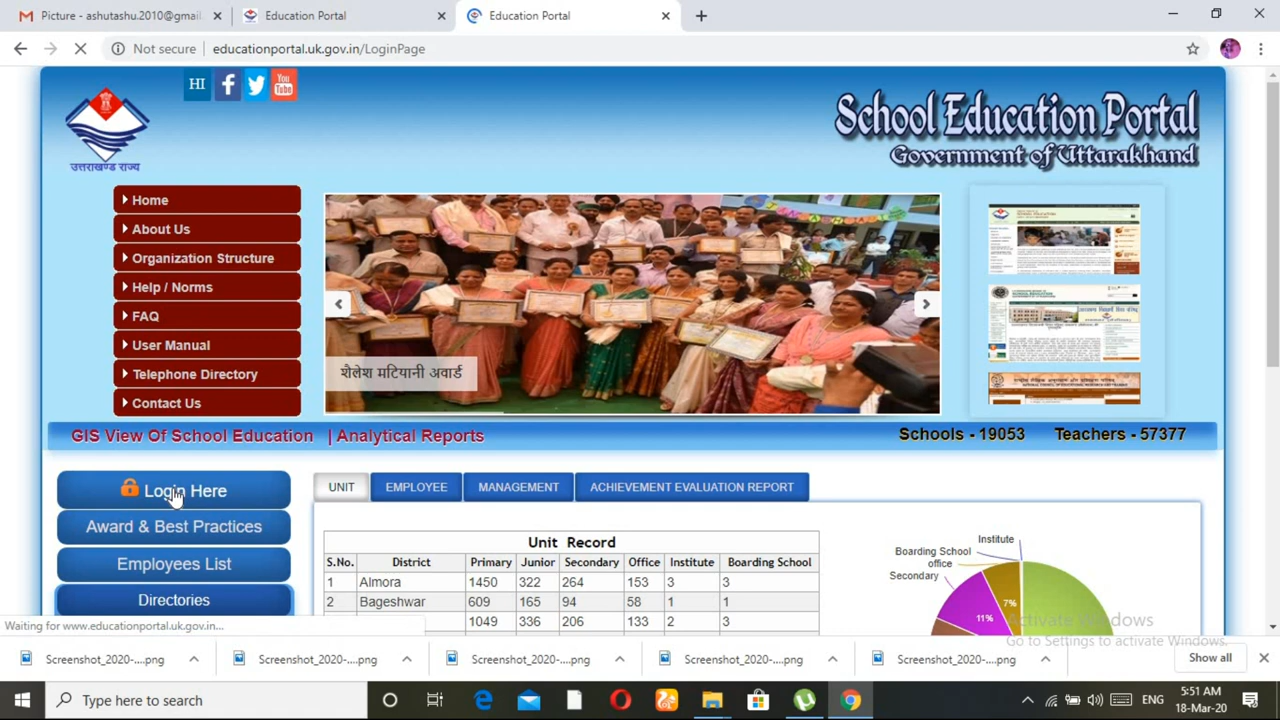 Picture - ashutashu.2010@gmail.
Education Portal
Education Portal
Not secure
educationportal.uk.gov.in/LoginPage
HI
You Tube
उत्तराखण्ड राज्य
School Education Portal
Government of Uttarakhand
Home
About Us
Organization Structure
Help / Norms
FAQ
User Manual
Telephone Directory
Contact Us
शैलेश मटियानी अवार्ड
GIS View Of School Education | Analytical Reports
Schools - 19053 Teachers - 57377
Login Here
Award & Best Practices
Employees List
Directories
UNIT EMPLOYEE MANAGEMENT ACHIEVEMENT EVALUATION REPORT
Unit Record
S.No. District Primary Junior Secondary Office Institute Boarding School
1 Almora 1450 322 264 153 3 3
2 Bageshwar 609 165 94 58 1 1
1049 336 206 133 2 3
Institute
Boarding School
office
Secondary
7%
11%
Activate Windows
Go to Settings to activate Windows.
Waiting for www.educationportal.uk.gov.in...
Screenshot_2020-....png
Screenshot_2020-....png
Screenshot_2020-....png
Screenshot_2020-....png
Screenshot_2020-....png
Show all
Type here to search
ENG
5:51 AM
18-Mar-20